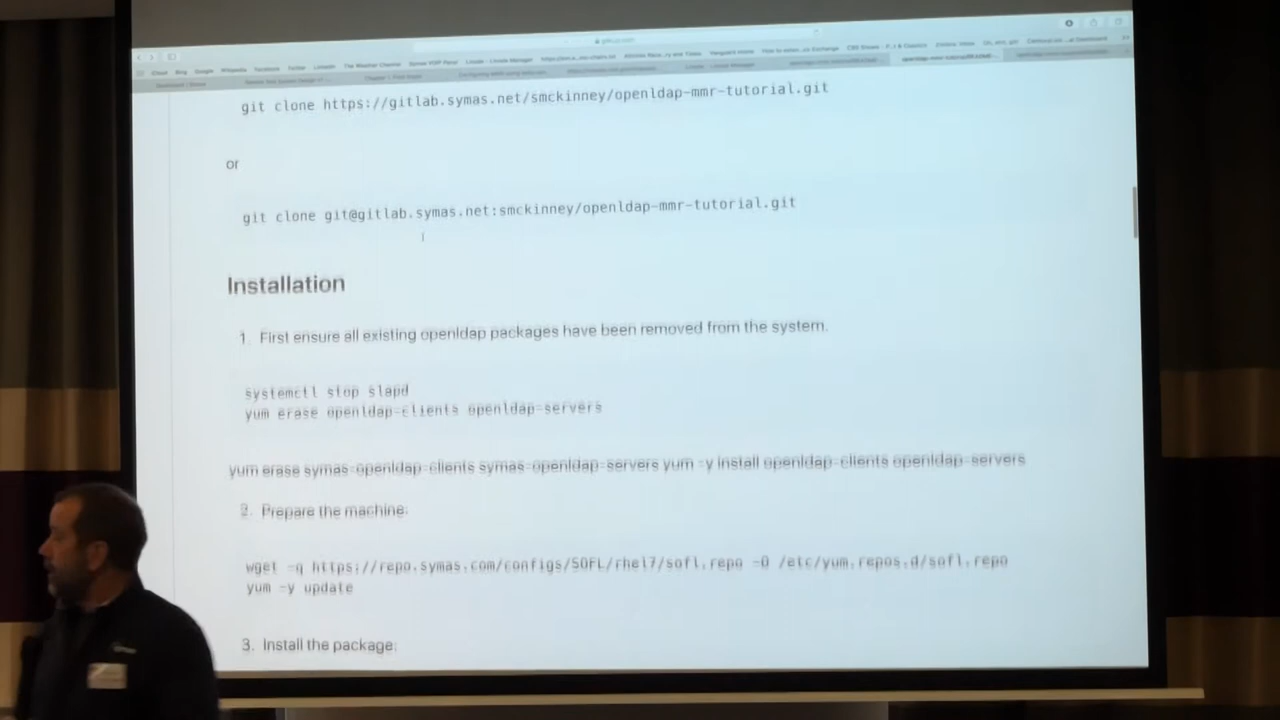 git clone https://gitlab.symas.net/smckinney/openldap-mmr-tutorial.git
or
git clone git@gitlab.symas.net:smckinney/openldap-mmr-tutorial.git
Installation
1. First ensure all existing openldap packages have been removed from the system.
systemctl stop slapd
yum erase openldap-clients openldap-servers
yum erase symas-openldap-clients symas-openldap-servers yum -y install openldap-clients openldap-servers
2. Prepare the machine:
wget -q https://repo.symas.com/configs/SOFL/rhel7/sofl.repo -O /etc/yum.repos.d/sofl.repo
yum -y update
3. Install the package: